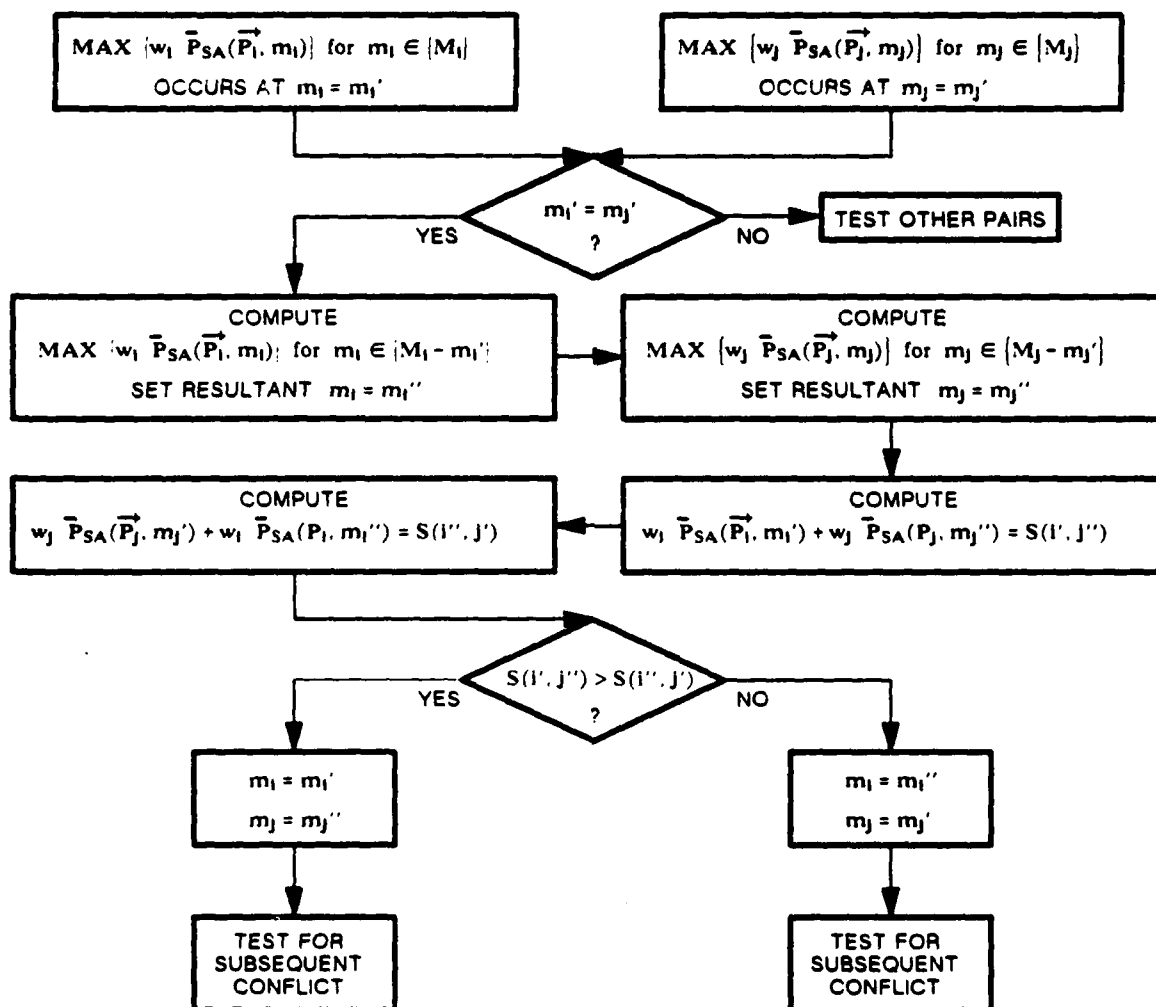 MAX {w_i P̄_SA(P⃗_i, m_i)} for m_i ∈ {M_i}
OCCURS AT m_i = m_i′
MAX {w_j P̄_SA(P⃗_j, m_j)} for m_j ∈ {M_j}
OCCURS AT m_j = m_j′
m_i′ = m_j′
?
YES
NO
TEST OTHER PAIRS
COMPUTE
MAX {w_i P̄_SA(P⃗_i, m_i)} for m_i ∈ {M_i - m_i′}
SET RESULTANT m_i = m_i′′
COMPUTE
MAX {w_j P̄_SA(P⃗_j, m_j)} for m_j ∈ {M_j - m_j′}
SET RESULTANT m_j = m_j′′
COMPUTE
w_j P̄_SA(P⃗_j, m_j′) + w_i P̄_SA(P_i, m_i′′) = S(i′′, j′)
COMPUTE
w_i P̄_SA(P⃗_i, m_i′) + w_j P̄_SA(P_j, m_j′′) = S(i′, j′′)
S(i′, j′′) > S(i′′, j′)
?
YES
NO
m_i = m_i′
m_j = m_j′′
m_i = m_i′′
m_j = m_j′
TEST FOR
SUBSEQUENT
CONFLICT
TEST FOR
SUBSEQUENT
CONFLICT